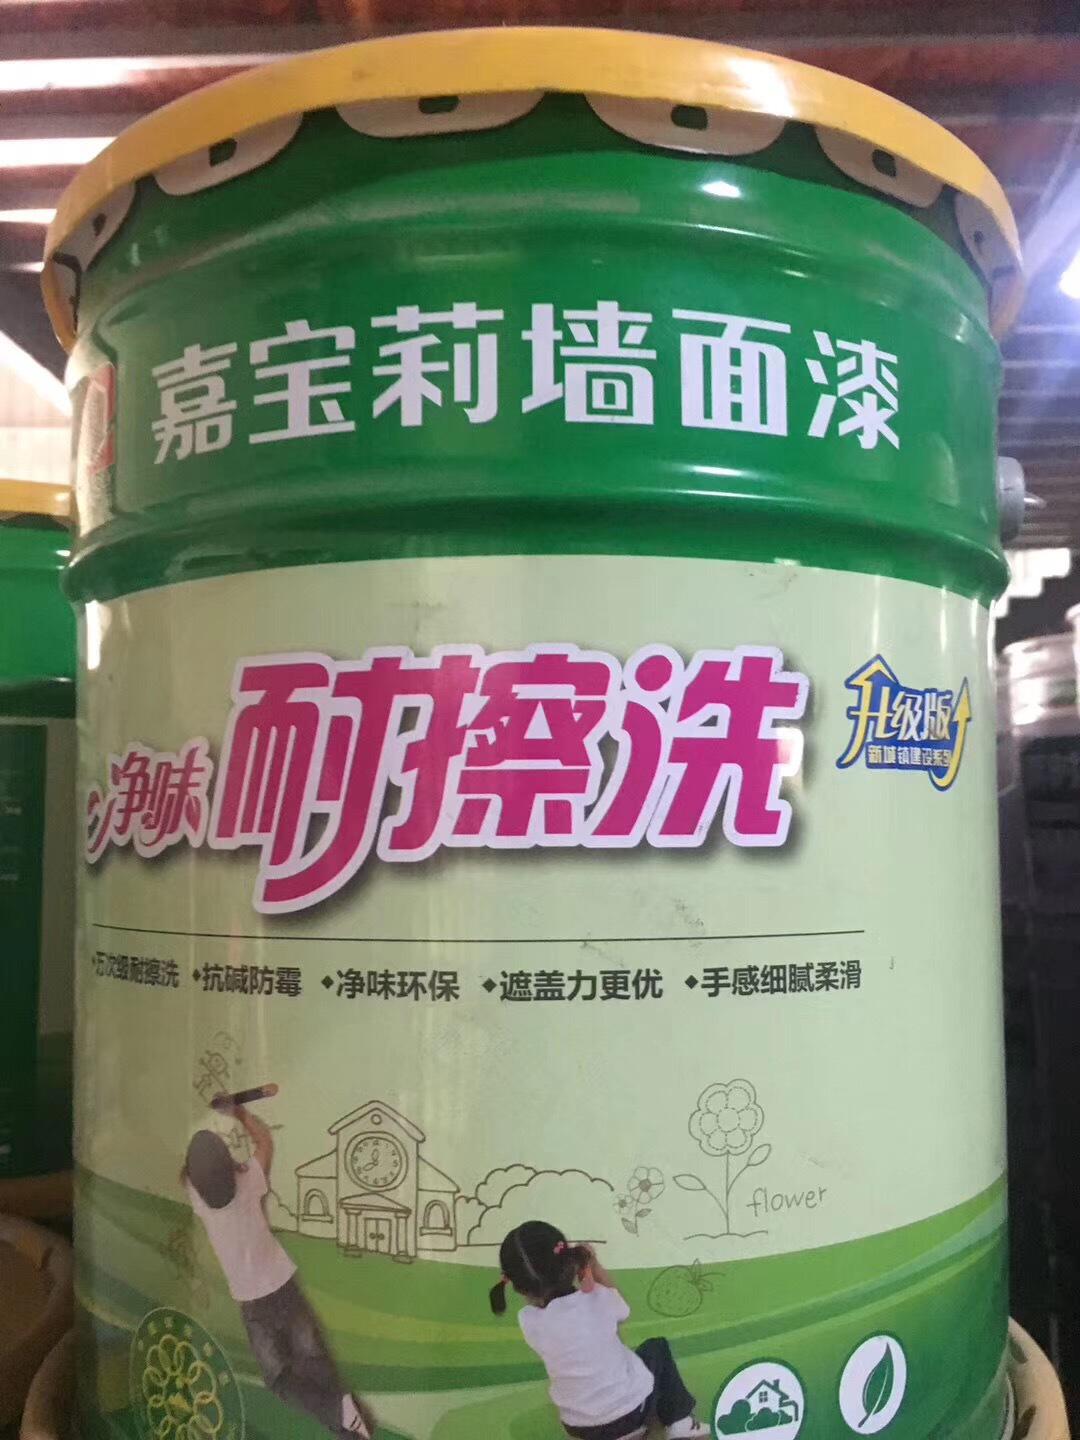 嘉宝莉墙面漆
净味耐擦洗
升级版
新城镇建设系列
·万次级耐擦洗 ◆抗碱防霉 ◆净味环保 ◆遮盖力更优 ◆手感细腻柔滑
flower